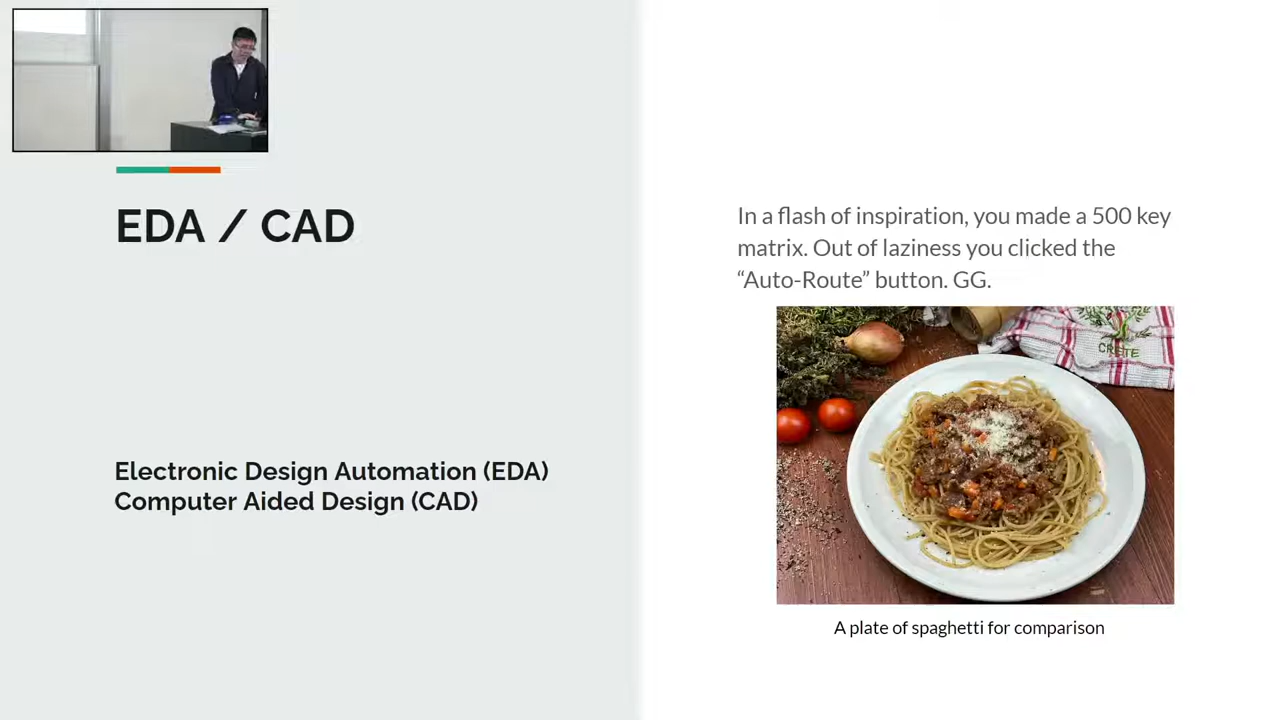 EDA / CAD
Electronic Design Automation (EDA)
Computer Aided Design (CAD)
In a flash of inspiration, you made a 500 key
matrix. Out of laziness you clicked the
“Auto-Route” button. GG.
CRETE
A plate of spaghetti for comparison